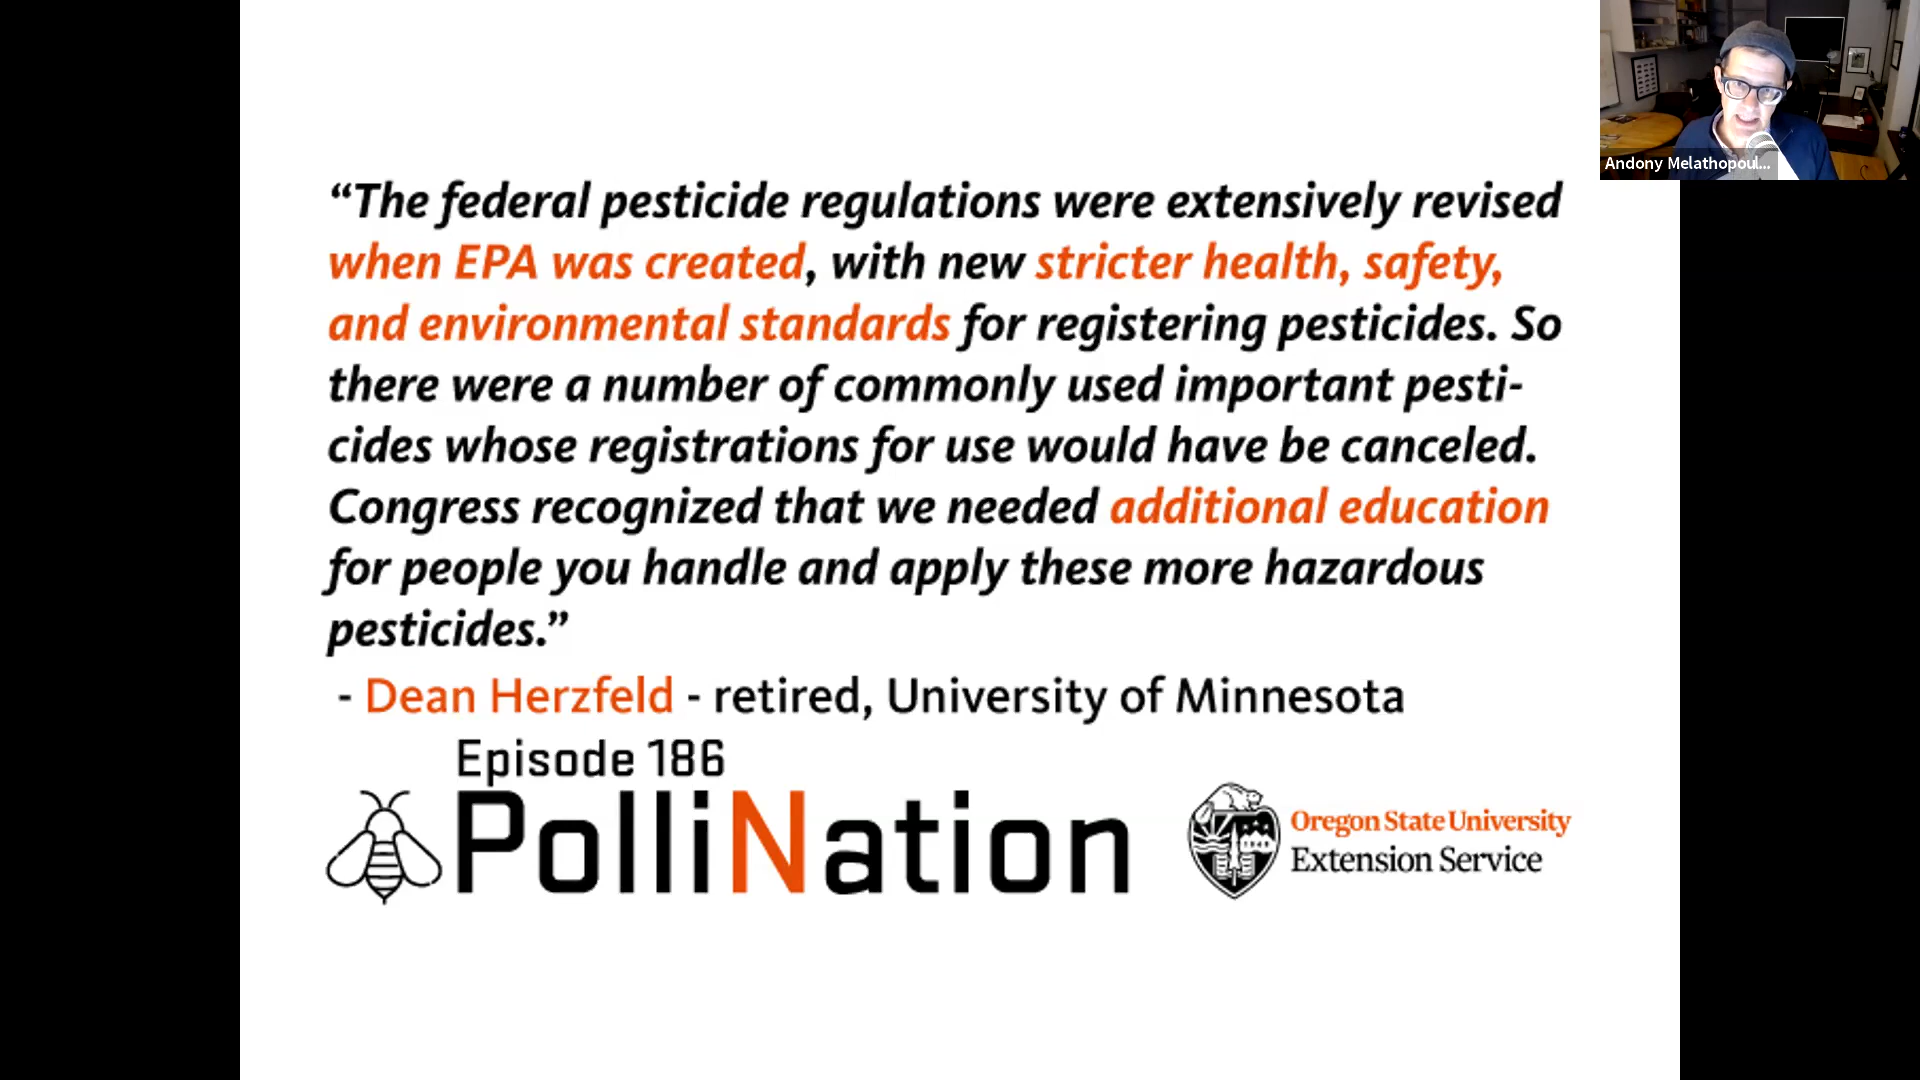 Andony Melathopoul...
“The federal pesticide regulations were extensively revised
when EPA was created, with new stricter health, safety,
and environmental standards for registering pesticides. So
there were a number of commonly used important pesti-
cides whose registrations for use would have be canceled.
Congress recognized that we needed additional education
for people you handle and apply these more hazardous
pesticides.”
- Dean Herzfeld - retired, University of Minnesota
Episode 186
PolliNation
Oregon State University
Extension Service